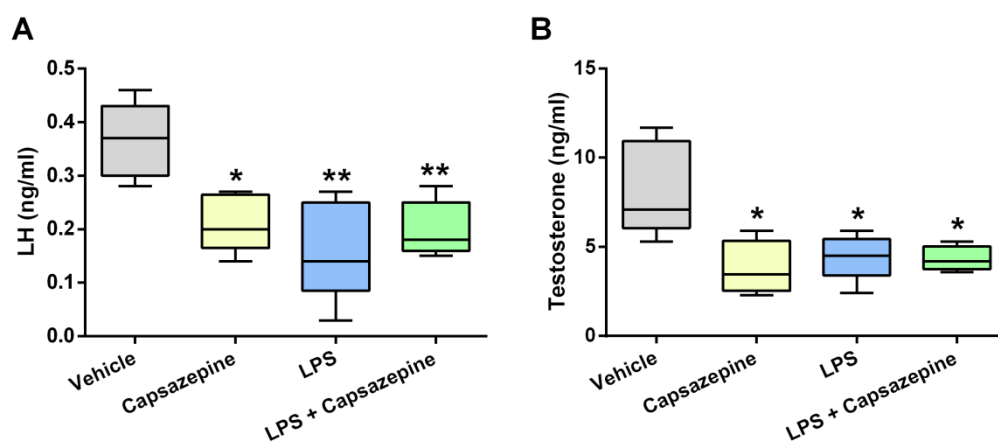 A
LH (ng/ml)
0.5
0.4
0.3
0.2
0.1
0.0
*
**
**
Vehicle
Capsazepine
LPS
LPS + Capsazepine
B
Testosterone (ng/ml)
15
10
5
0
*
*
*
Vehicle
Capsazepine
LPS
LPS + Capsazepine